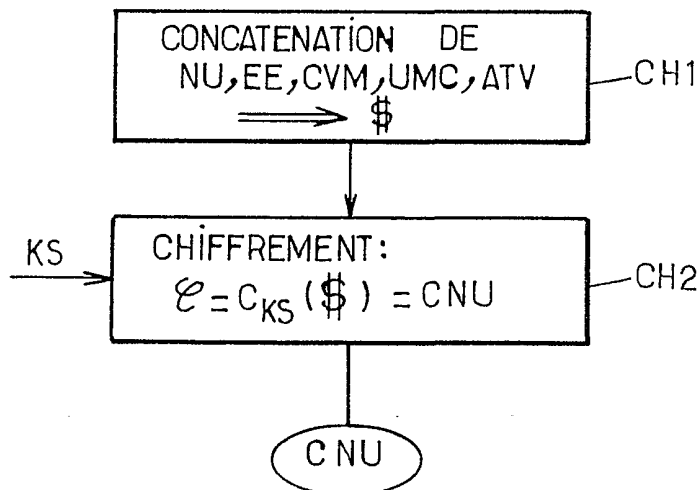 CONCATENATION DE
NU, EE, CVM, UMC, ATV
⟹ $
CH1
KS
CHIFFREMENT:
𝒞 = C_KS ($) = CNU
CH2
CNU